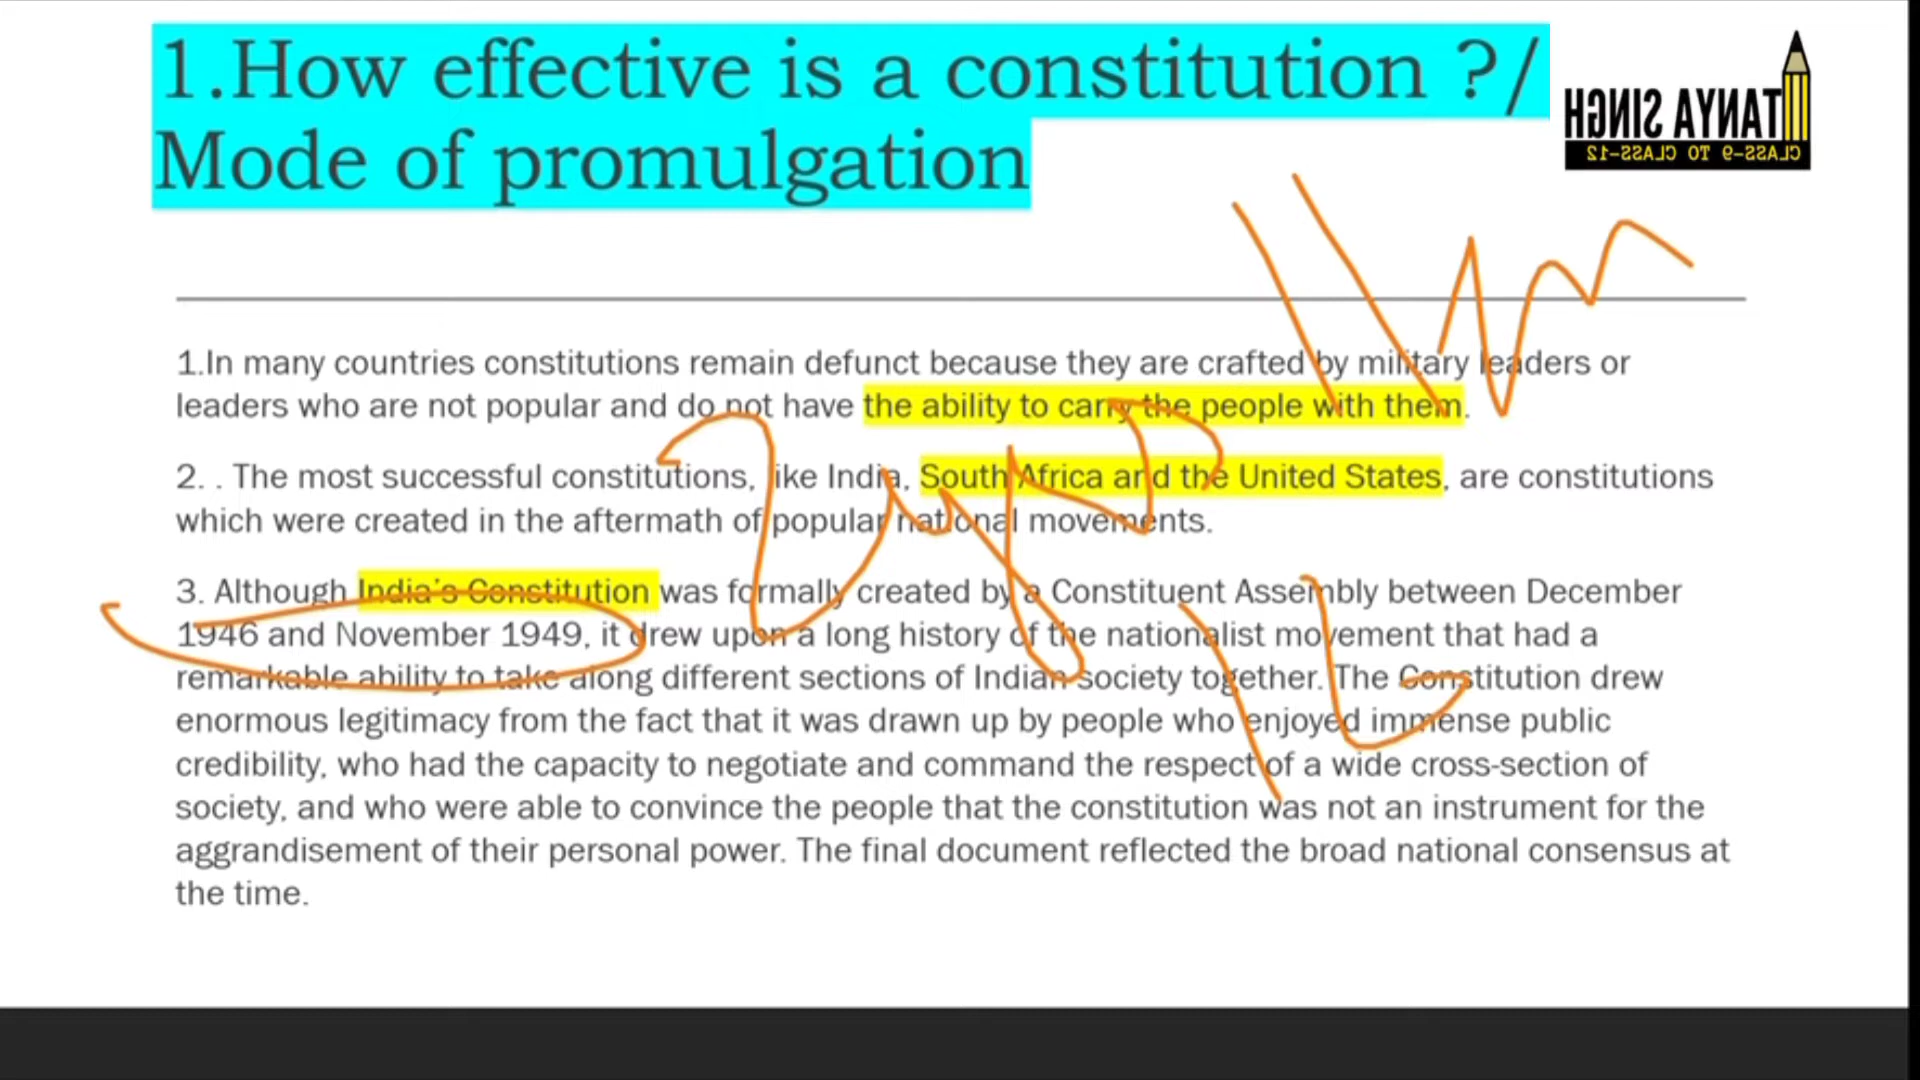 1.How effective is a constitution ?/
Mode of promulgation
TANYA SINGH
CLASS-9 TO CLASS-12
1.In many countries constitutions remain defunct because they are crafted by military leaders or
leaders who are not popular and do not have the ability to carry the people with them.
2. . The most successful constitutions, like India, South Africa and the United States, are constitutions
which were created in the aftermath of popular national movements.
3. Although India's Constitution was formally created by a Constituent Assembly between December
1946 and November 1949, it drew upon a long history of the nationalist movement that had a
remarkable ability to take along different sections of Indian society together. The Constitution drew
enormous legitimacy from the fact that it was drawn up by people who enjoyed immense public
credibility, who had the capacity to negotiate and command the respect of a wide cross-section of
society, and who were able to convince the people that the constitution was not an instrument for the
aggrandisement of their personal power. The final document reflected the broad national consensus at
the time.